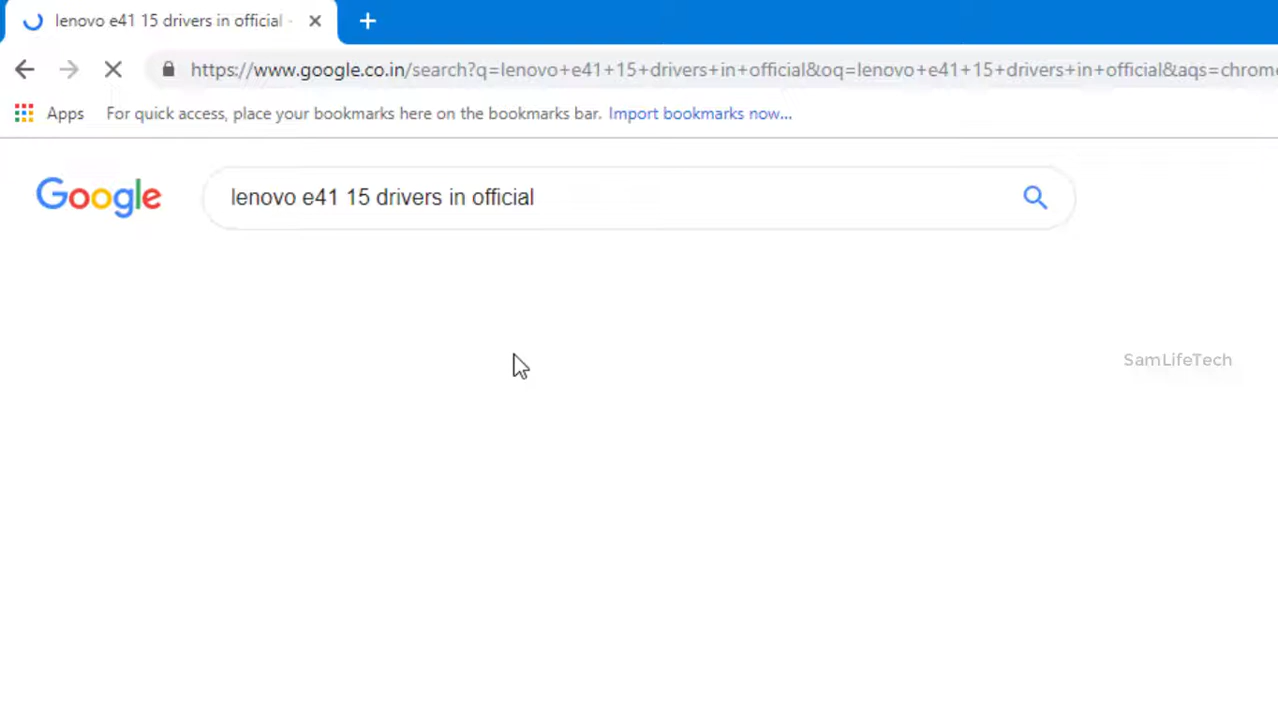 lenovo e41 15 drivers in official -
https://www.google.co.in/search?q=lenovo+e41+15+drivers+in+official&oq=lenovo+e41+15+drivers+in+official&aqs=chrome
Apps For quick access, place your bookmarks here on the bookmarks bar. Import bookmarks now...
Google lenovo e41 15 drivers in official
SamLifeTech